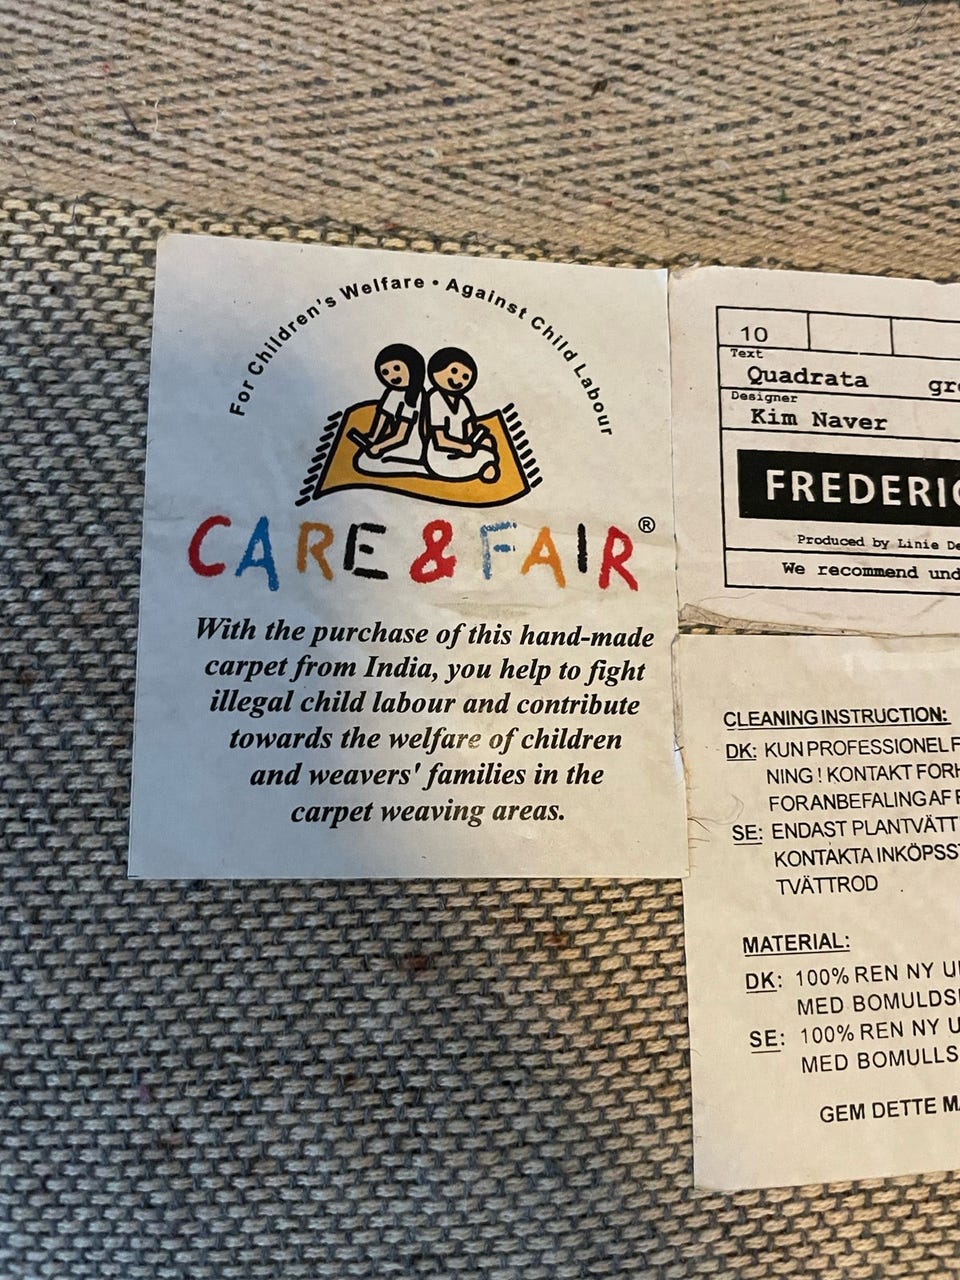 For Children's Welfare • Against Child Labour
CARE & FAIR®
With the purchase of this hand-made
carpet from India, you help to fight
illegal child labour and contribute
towards the welfare of children
and weavers' families in the
carpet weaving areas.
10
Text
Quadrata
Designer
Kim Naver
Produced by Linie
We recommend
CLEANING INSTRUCTION:
DK: KUN PROFESSIONEL
NING ! KONTAKT
FORANBEFALING AF
SE: ENDAST
KONTAKTA
TVÄTTROD
MATERIAL:
DK: 100% REN NY
MED
SE: 100% REN NY
MED
GEM DETTE